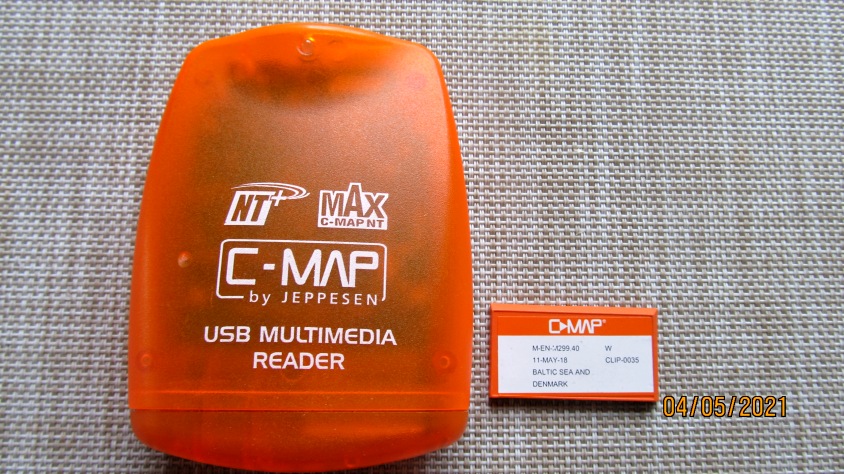 NT+
MAX
C-MAP NT
C-MAP
by JEPPESEN
USB MULTIMEDIA
READER
C-MAP®
M-EN-M299.40 W
11-MAY-18 CLIP-0035
BALTIC SEA AND
DENMARK
04/05/2021